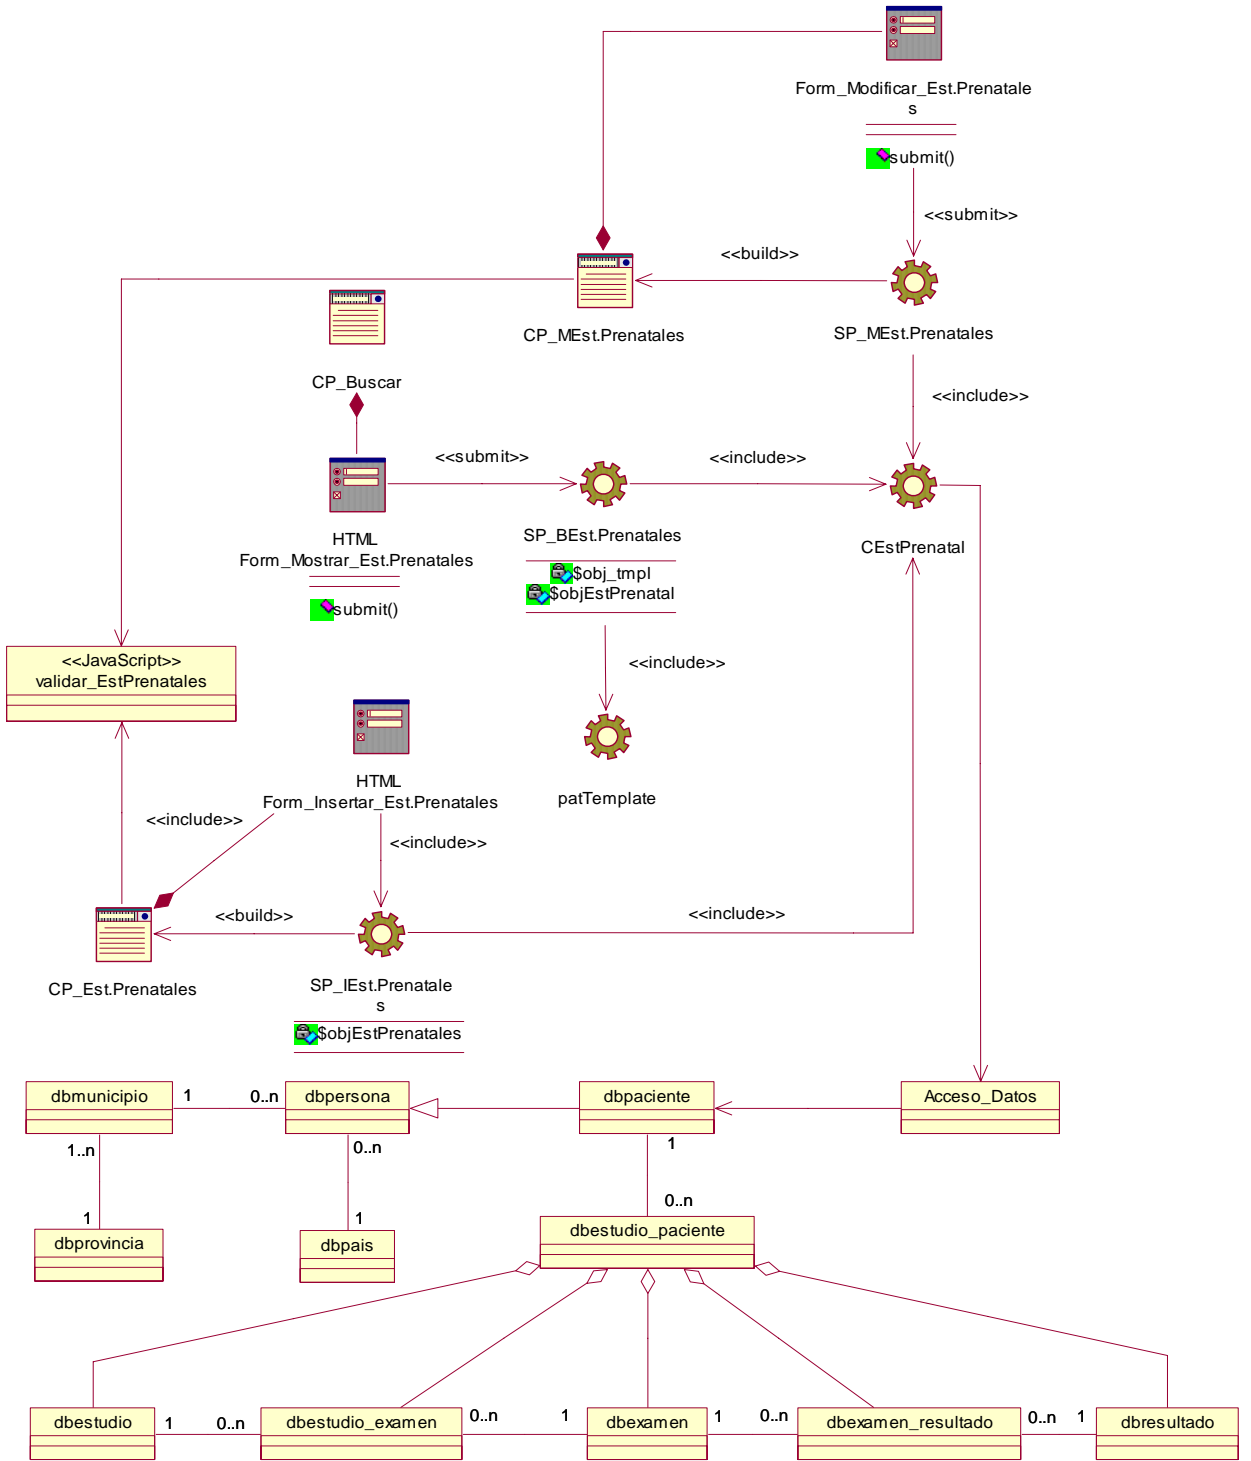 Form_Modificar_Est.Prenatale
s
submit()
<<submit>>
<<build>>
CP_MEst.Prenatales
SP_MEst.Prenatales
CP_Buscar
<<include>>
<<submit>>
<<include>>
HTML
Form_Mostrar_Est.Prenatales
submit()
SP_BEst.Prenatales
$obj_tmpl
$objEstPrenatal
CEstPrenatal
<<JavaScript>>
validar_EstPrenatales
<<include>>
HTML
Form_Insertar_Est.Prenatales
patTemplate
<<include>>
<<include>>
<<build>>
<<include>>
CP_Est.Prenatales
SP_IEst.Prenatale
s
$objEstPrenatales
dbmunicipio
1
0..n
dbpersona
dbpaciente
Acceso_Datos
1..n
0..n
1
1
1
0..n
dbprovincia
dbpais
dbestudio_paciente
dbestudio
1
0..n
dbestudio_examen
0..n
1
dbexamen
1
0..n
dbexamen_resultado
0..n
1
dbresultado